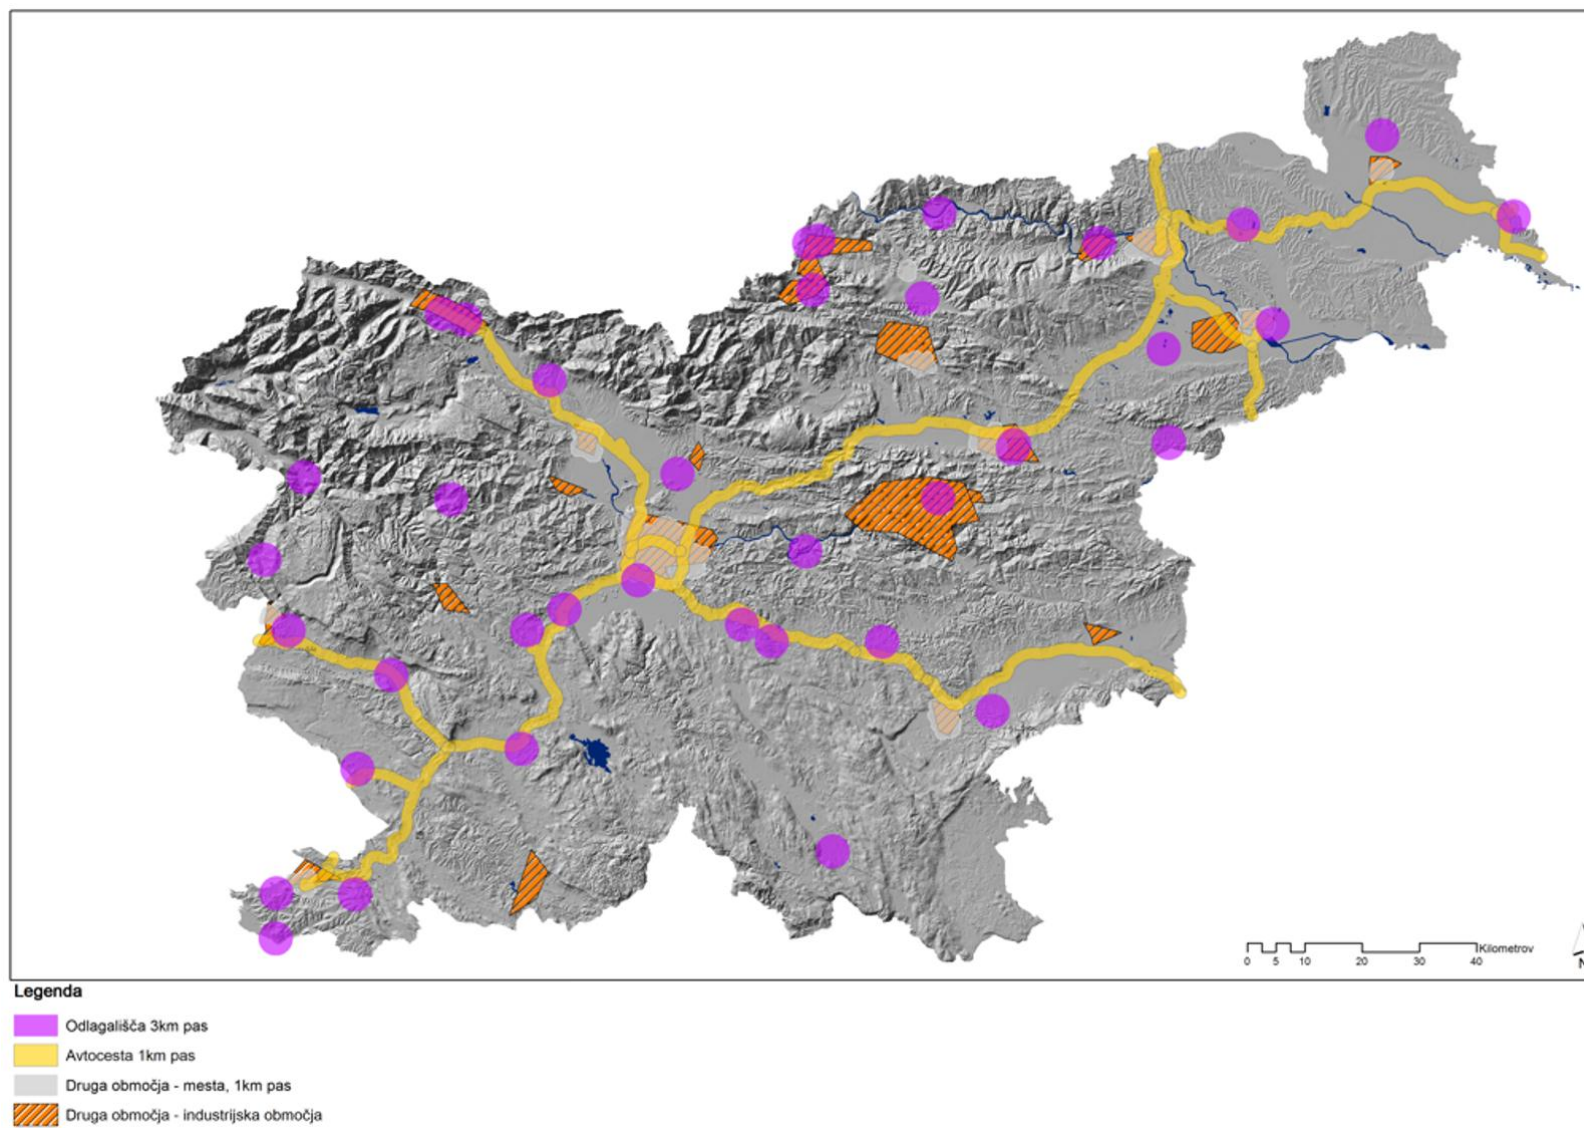 Kilometrov
0 5 10 20 30 40
N
Legenda
Odlagališča 3km pas
Avtocesta 1km pas
Druga območja - mesta, 1km pas
Druga območja - industrijska območja